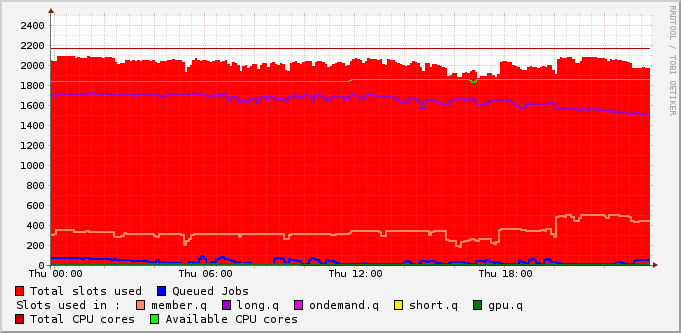 RRDTOOL / TOBI OETIKER
2400
2200
2000
1800
1600
1400
1200
1000
800
600
400
200
0
Thu 00:00 Thu 06:00 Thu 12:00 Thu 18:00
Total slots used Queued Jobs
Slots used in : member.q long.q ondemand.q short.q gpu.q
Total CPU cores Available CPU cores